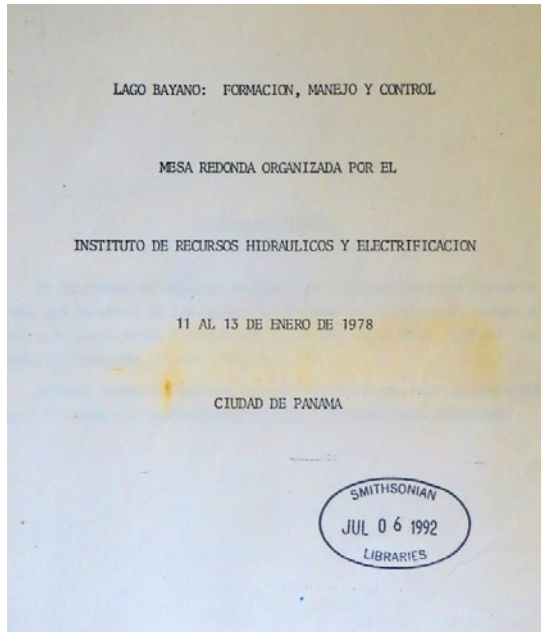 LAGO BAYANO: FORMACION, MANEJO Y CONTROL
MESA REDONDA ORGANIZADA POR EL
INSTITUTO DE RECURSOS HIDRAULICOS Y ELECTRIFICACION
11 AL 13 DE ENERO DE 1978
CIUDAD DE PANAMA
SMITHSONIAN
JUL 06 1992
LIBRARIES